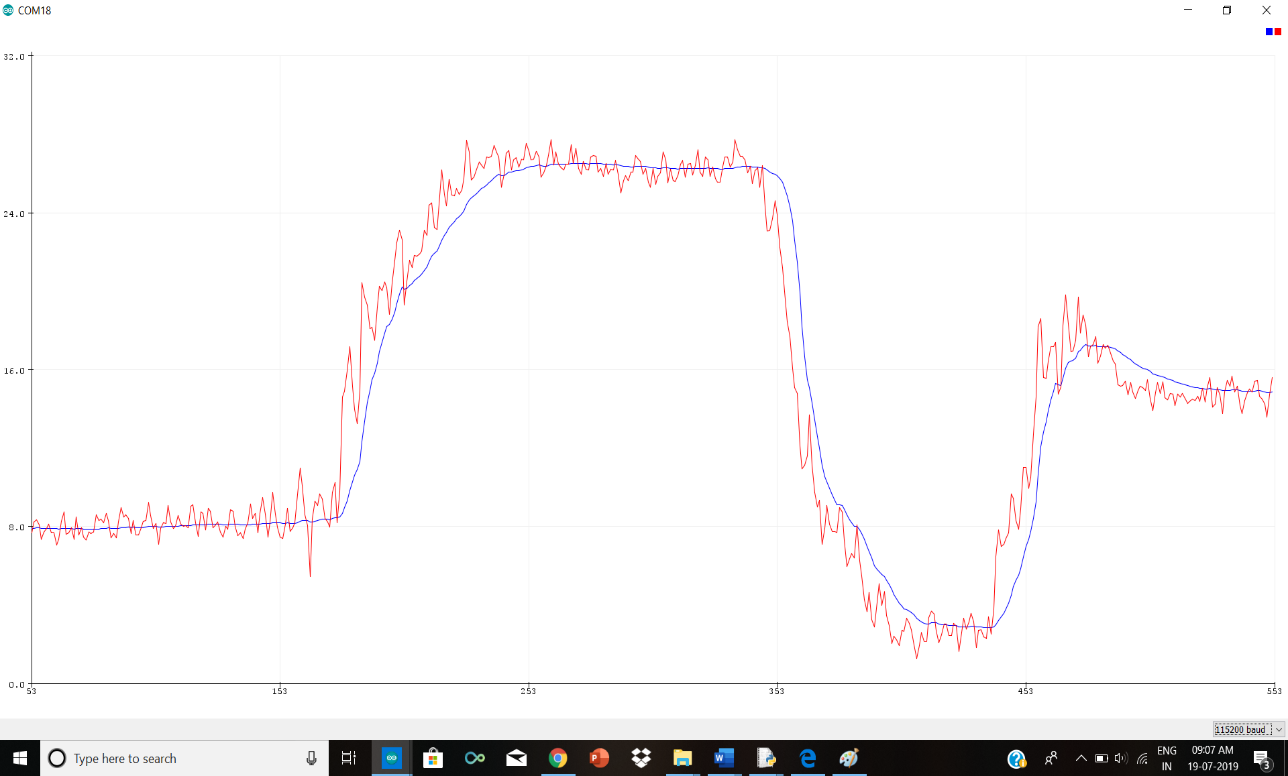 COM18
32.0
24.0
16.0
8.0
0.0
53 153 253 353 453 553
115200 baud
Type here to search
ENG 09:07 AM
IN 19-07-2019 3